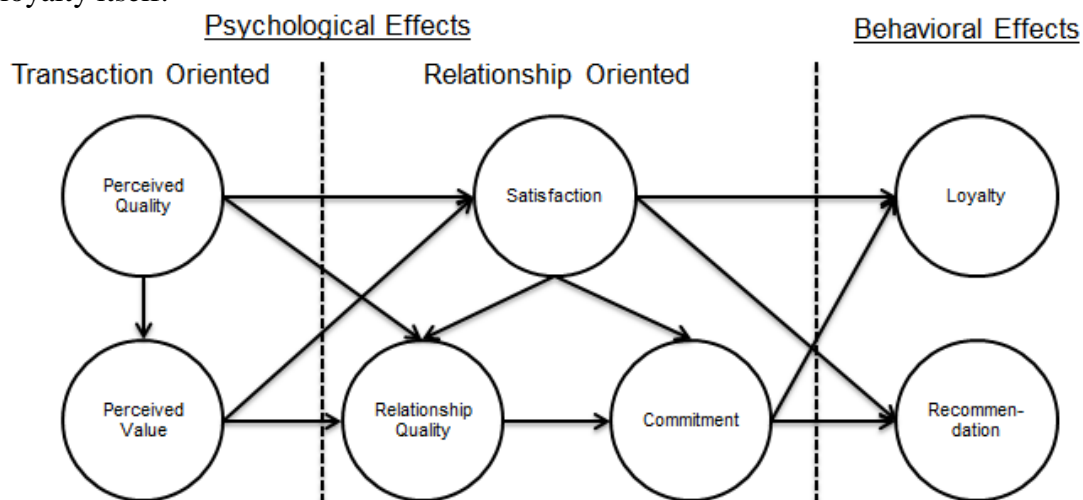 loyalty itself.
Psychological Effects
Behavioral Effects
Transaction Oriented
Relationship Oriented
Perceived
Quality
Satisfaction
Loyalty
Perceived
Value
Relationship
Quality
Commitment
Recommen-
dation